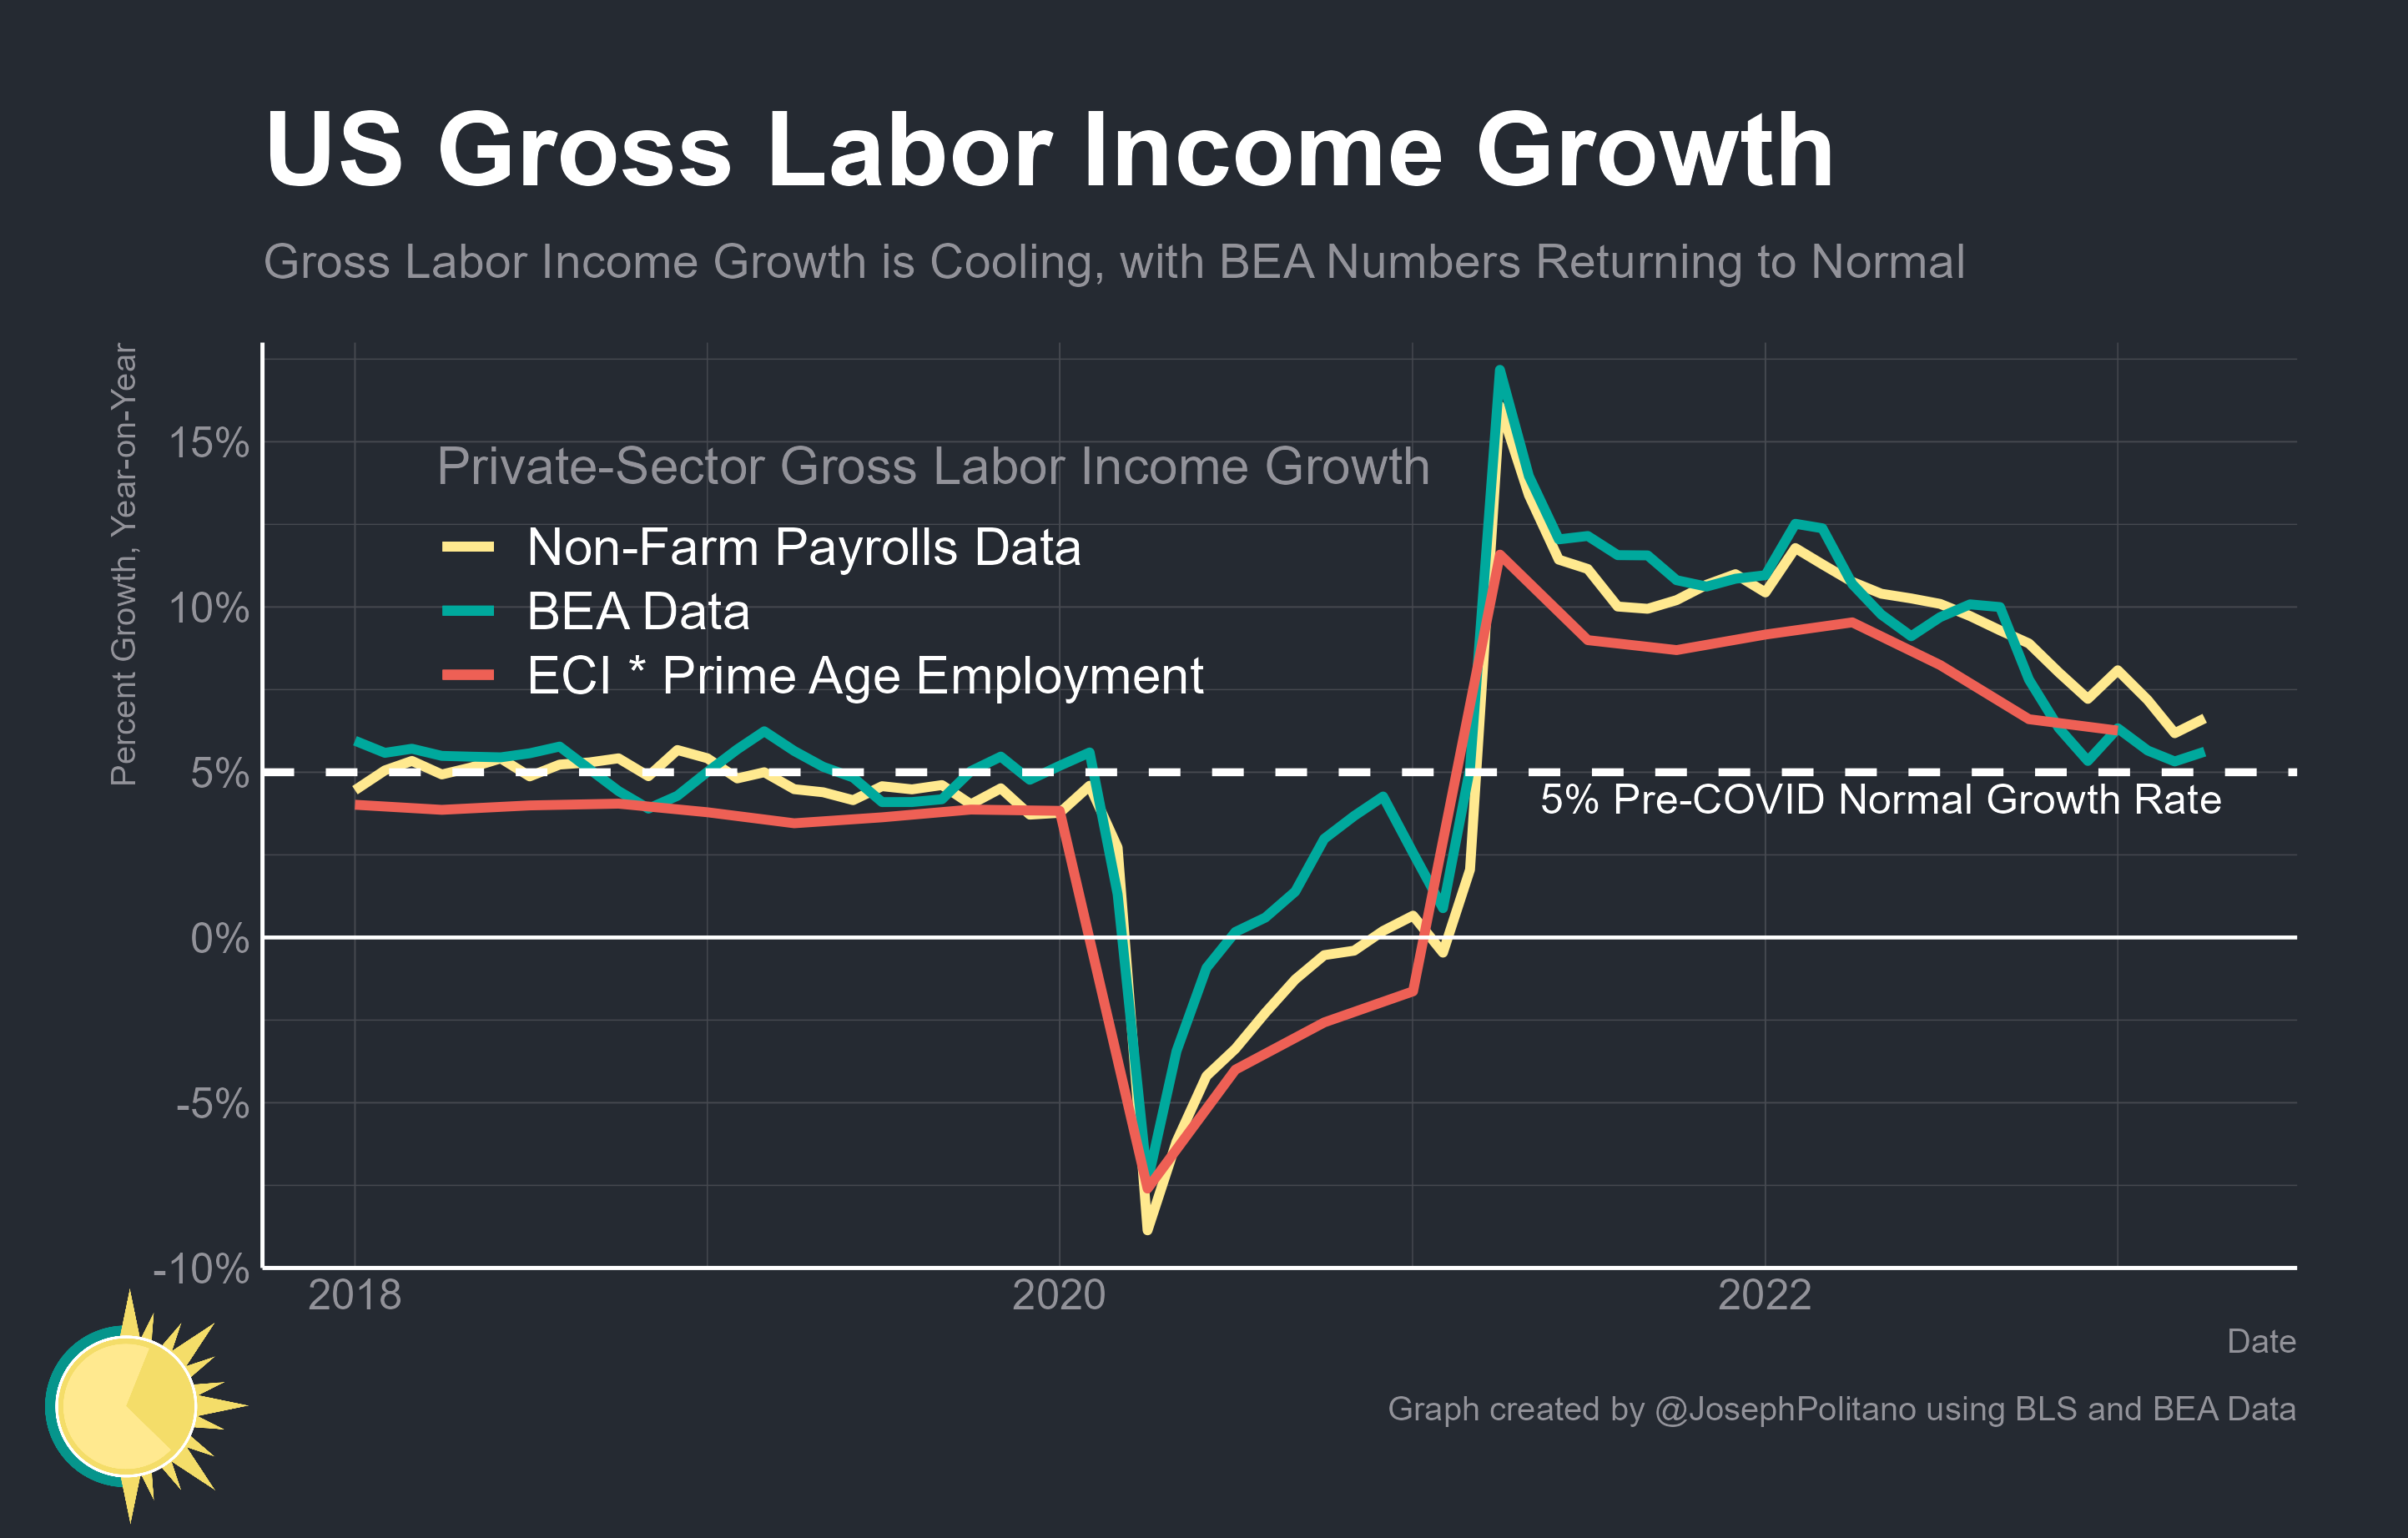 US Gross Labor Income Growth
Gross Labor Income Growth is Cooling, with BEA Numbers Returning to Normal
Percent Growth, Year-on-Year
15%
10%
5%
0%
-5%
-10%
Private-Sector Gross Labor Income Growth
Non-Farm Payrolls Data
BEA Data
ECI * Prime Age Employment
5% Pre-COVID Normal Growth Rate
2018
2020
2022
Date
Graph created by @JosephPolitano using BLS and BEA Data